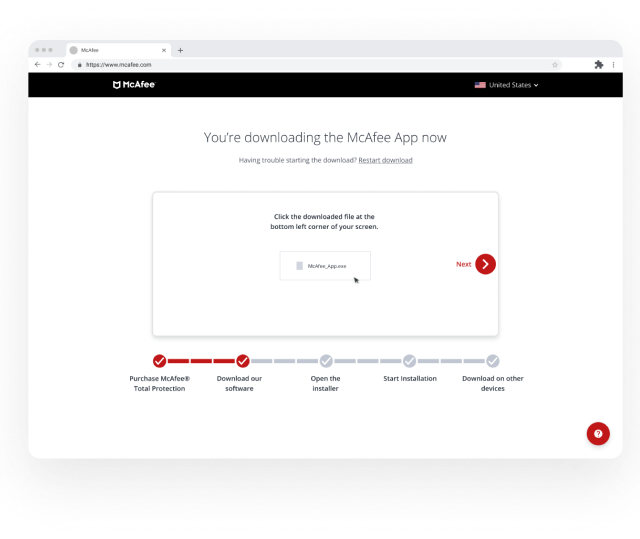 McAfee
https://www.mcafee.com
McAfee
United States
You're downloading the McAfee App now
Having trouble starting the download? Restart download
Click the downloaded file at the
bottom left corner of your screen.
McAfee_App.exe
Next
Purchase McAfee®
Total Protection
Download our
software
Open the
installer
Start Installation
Download on other
devices
?